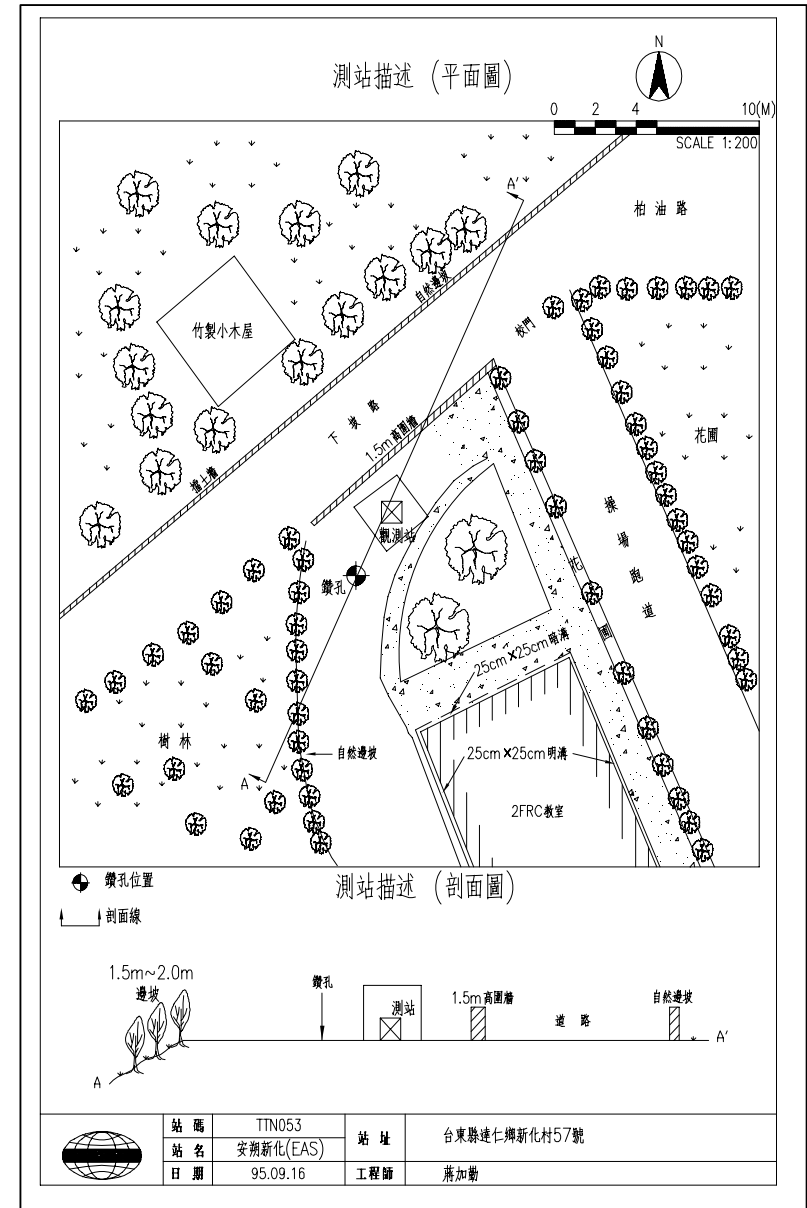 測站描述 (平面圖)
N
0 2 4 10(M)
SCALE 1:200
A'
柏油路
自然邊坡
校門
竹製小木屋
下坡路
1.5m高圍牆
花圃
擋土牆
操場跑道
觀測站
鑽孔
花圃
25cm×25cm暗溝
樹林
自然邊坡
25cm×25cm明溝
A
2FRC教室
鑽孔位置
測站描述 (剖面圖)
剖面線
1.5m~2.0m
邊坡
鑽孔
測站
1.5m高圍牆
道路
自然邊坡
A'
A
站碼 TTN053 站址 台東縣達仁鄉新化村57號
站名 安朔新化(EAS)
日期 95.09.16 工程師 蔣加勤